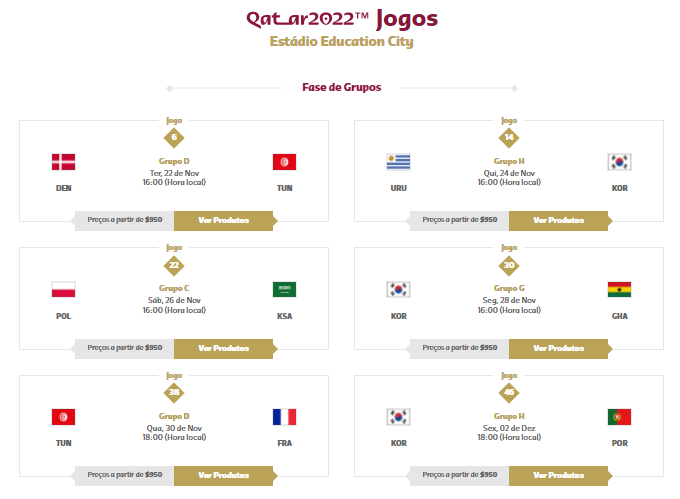 Qatar2022™ Jogos
Estádio Education City
Fase de Grupos
Jogo
6
Grupo D
Ter, 22 de Nov
16:00 (Hora local)
DEN
TUN
Preços a partir de $950
Ver Produtos
Jogo
14
Grupo H
Qui, 24 de Nov
16:00 (Hora local)
URU
KOR
Preços a partir de $950
Ver Produtos
Jogo
22
Grupo C
Sáb, 26 de Nov
16:00 (Hora local)
POL
KSA
Preços a partir de $950
Ver Produtos
Jogo
30
Grupo G
Seg, 28 de Nov
16:00 (Hora local)
KOR
GHA
Preços a partir de $950
Ver Produtos
Jogo
38
Grupo D
Qua, 30 de Nov
18:00 (Hora local)
TUN
FRA
Preços a partir de $950
Ver Produtos
Jogo
46
Grupo H
Sex, 02 de Dez
18:00 (Hora local)
KOR
POR
Preços a partir de $950
Ver Produtos